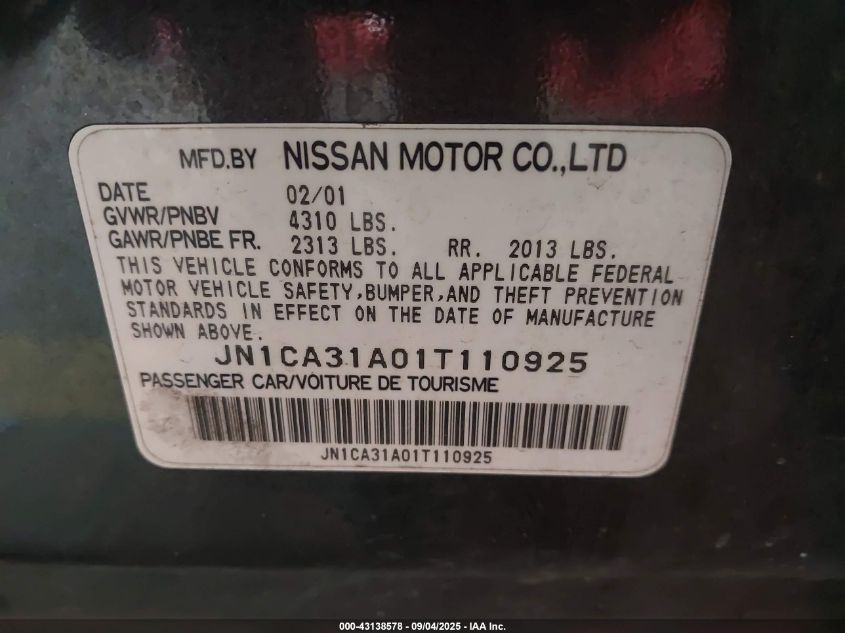 MFD.BY NISSAN MOTOR CO.,LTD
DATE 02/01
GVWR/PNBV 4310 LBS.
GAWR/PNBE FR. 2313 LBS. RR. 2013 LBS.
THIS VEHICLE CONFORMS TO ALL APPLICABLE FEDERAL
MOTOR VEHICLE SAFETY,BUMPER,AND THEFT PREVENTION
STANDARDS IN EFFECT ON THE DATE OF MANUFACTURE
SHOWN ABOVE.
JN1CA31A01T110925
PASSENGER CAR/VOITURE DE TOURISME
JN1CA31A01T110925
000-43138578 - 09/04/2025 - IAA Inc.